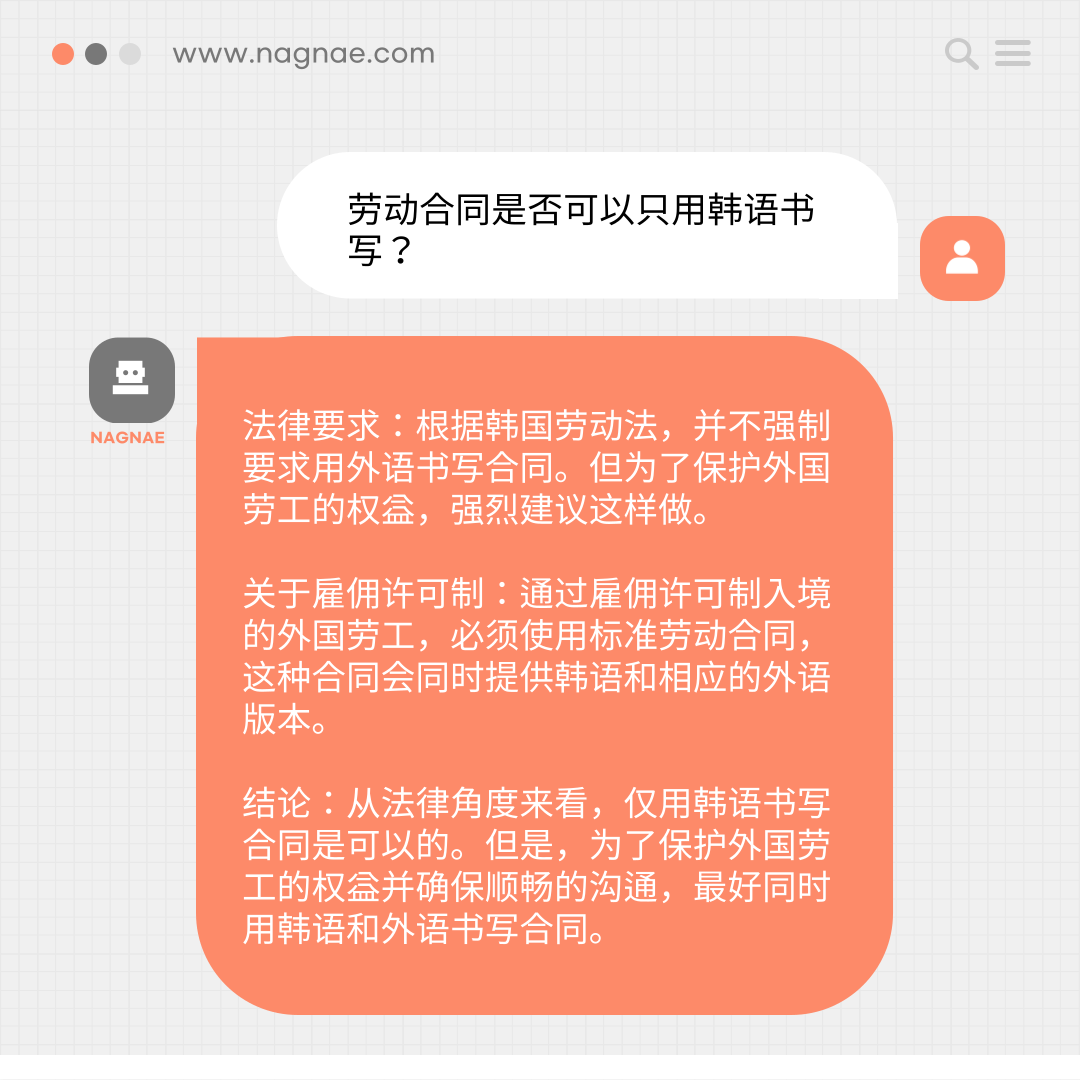 www.nagnae.com
劳动合同是否可以只用韩语书
写？
NAGNAE
法律要求：根据韩国劳动法，并不强制
要求用外语书写合同。但为了保护外国
劳工的权益，强烈建议这样做。
关于雇佣许可制：通过雇佣许可制入境
的外国劳工，必须使用标准劳动合同，
这种合同会同时提供韩语和相应的外语
版本。
结论：从法律角度来看，仅用韩语书写
合同是可以的。但是，为了保护外国劳
工的权益并确保顺畅的沟通，最好同时
用韩语和外语书写合同。